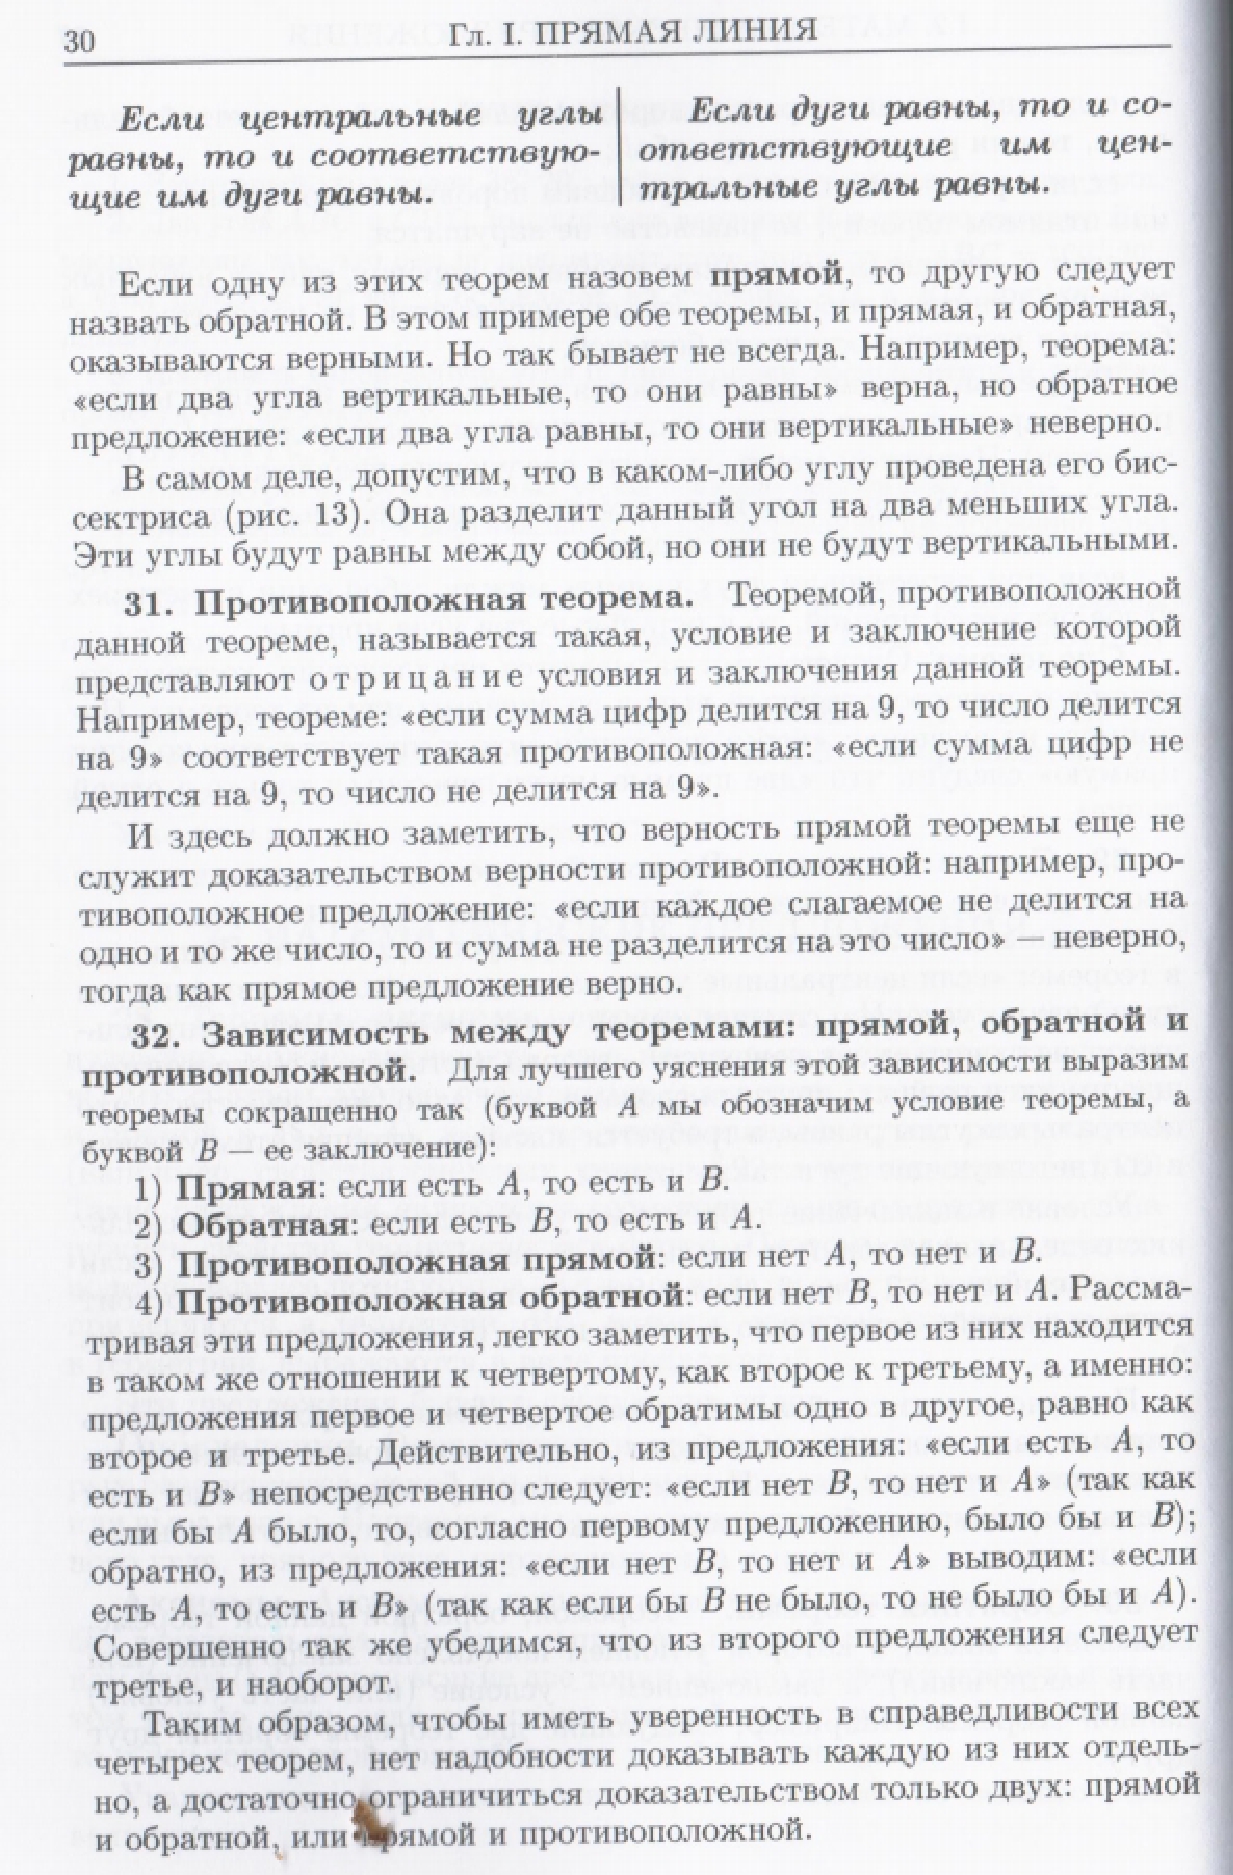 30
Гл. I. ПРЯМАЯ ЛИНИЯ
Если центральные углы
равны, то и соответствую-
щие им дуги равны.
Если дуги равны, то и со-
ответствующие им цен-
тральные углы равны.
Если одну из этих теорем назовем прямой, то другую следует
назвать обратной. В этом примере обе теоремы, и прямая, и обратная,
оказываются верными. Но так бывает не всегда. Например, теорема:
«если два угла вертикальные, то они равны» верна, но обратное
предложение: «если два угла равны, то они вертикальные» неверно.
В самом деле, допустим, что в каком-либо углу проведена его бис-
сектриса (рис. 13). Она разделит данный угол на два меньших угла.
Эти углы будут равны между собой, но они не будут вертикальными.
31. Противоположная теорема. Теоремой, противоположной
данной теореме, называется такая, условие и заключение которой
представляют отрицание условия и заключения данной теоремы.
Например, теореме: «если сумма цифр делится на 9, то число делится
на 9» соответствует такая противоположная: «если сумма цифр не
делится на 9, то число не делится на 9».
И здесь должно заметить, что верность прямой теоремы еще не
служит доказательством верности противоположной: например, про-
тивоположное предложение: «если каждое слагаемое не делится на
одно и то же число, то и сумма не разделится на это число» — неверно,
тогда как прямое предложение верно.
32. Зависимость между теоремами: прямой, обратной и
противоположной. Для лучшего уяснения этой зависимости выразим
теоремы сокращенно так (буквой A мы обозначим условие теоремы, а
буквой B — ее заключение):
1) Прямая: если есть A, то есть и B.
2) Обратная: если есть B, то есть и A.
3) Противоположная прямой: если нет A, то нет и B.
4) Противоположная обратной: если нет B, то нет и A. Рассма-
тривая эти предложения, легко заметить, что первое из них находится
в таком же отношении к четвертому, как второе к третьему, а именно:
предложения первое и четвертое обратимы одно в другое, равно как
второе и третье. Действительно, из предложения: «если есть A, то
есть и B» непосредственно следует: «если нет B, то нет и A» (так как
если бы A было, то, согласно первому предложению, было бы и B);
обратно, из предложения: «если нет B, то нет и A» выводим: «если
есть A, то есть и B» (так как если бы B не было, то не было бы и A).
Совершенно так же убедимся, что из второго предложения следует
третье, и наоборот.
Таким образом, чтобы иметь уверенность в справедливости всех
четырех теорем, нет надобности доказывать каждую из них отдель-
но, а достаточно ограничиться доказательством только двух: прямой
и обратной, или прямой и противоположной.